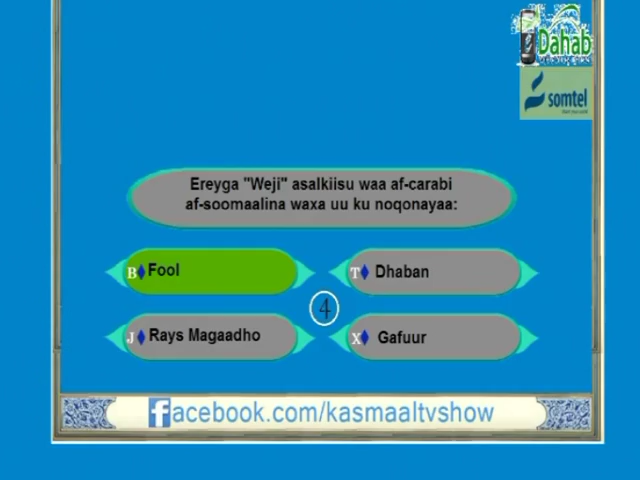 Dahab
somtel
Ereyga "Weji" asalkiisu waa af-carabi
af-soomaalina waxa uu ku noqonayaa:
B Fool
T Dhaban
4
J Rays Magaadho
X Gafuur
facebook.com/kasmaaltvshow